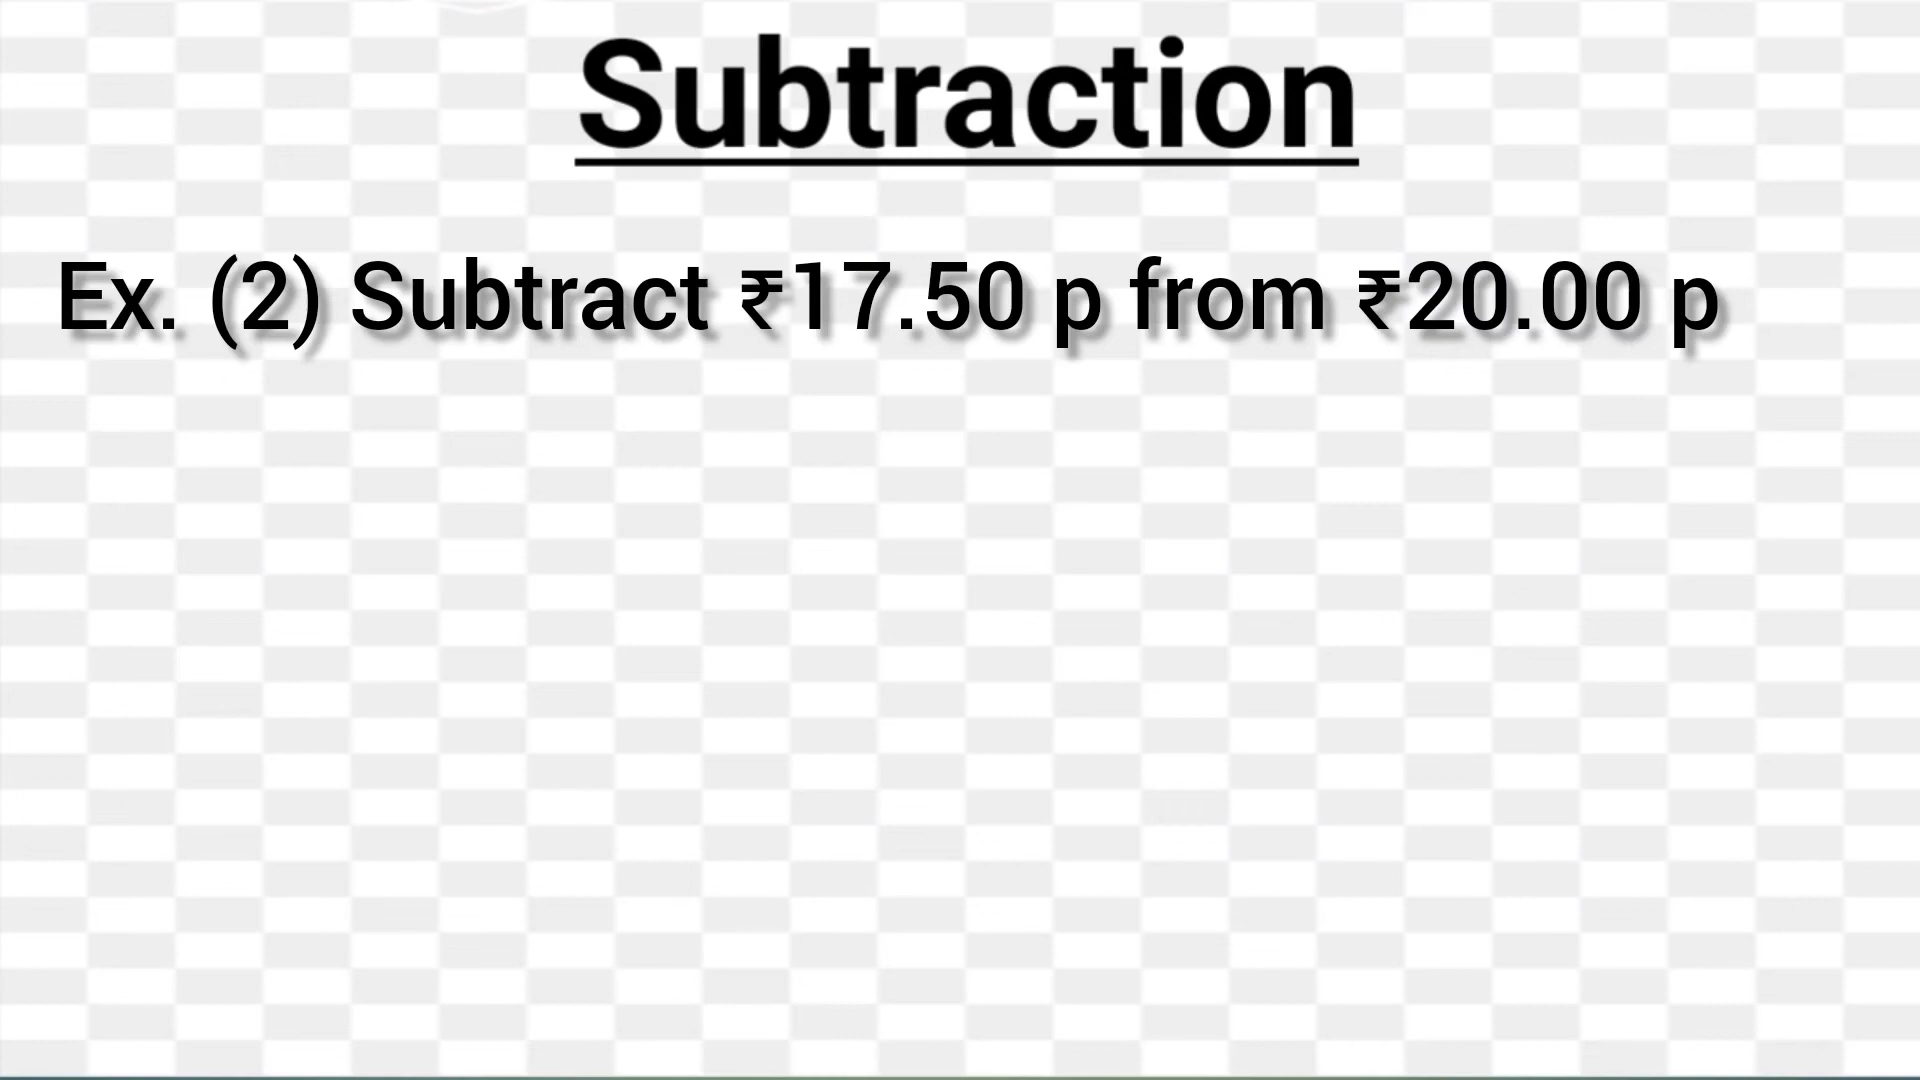 Subtraction
Ex. (2) Subtract ₹17.50 p from ₹20.00 p